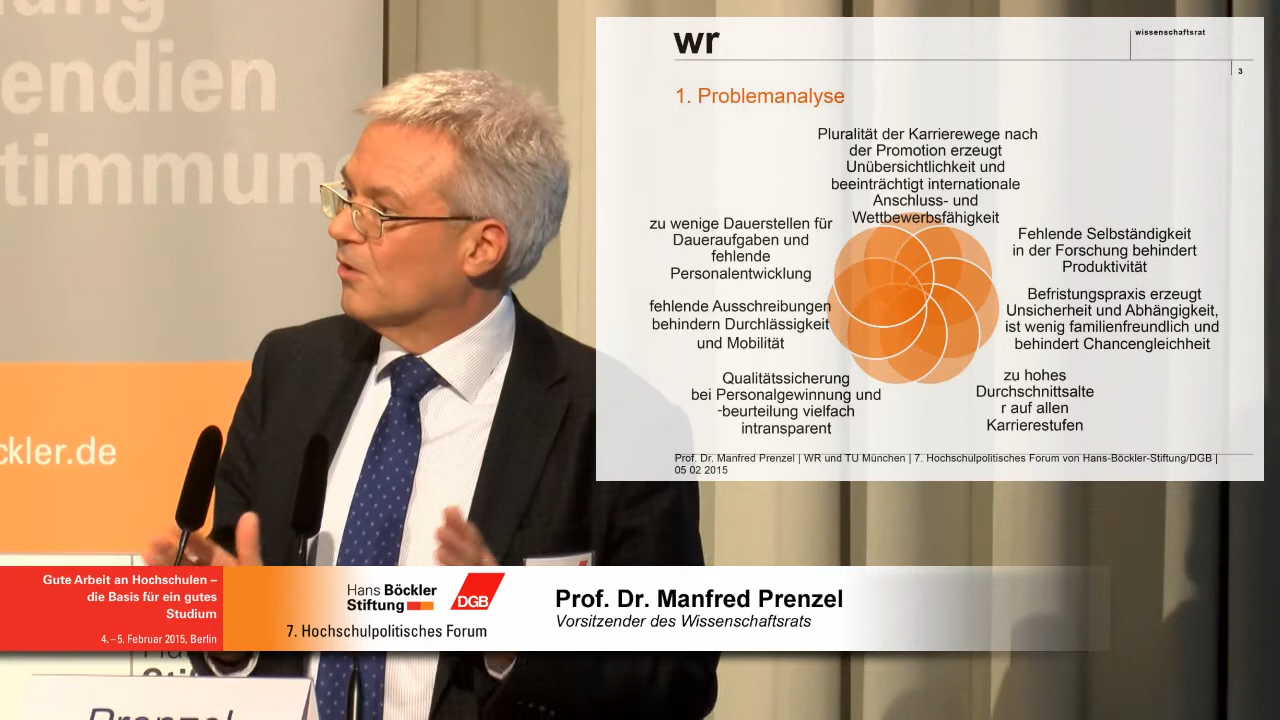 endien
timmun
ckler.de
wr
wissenschaftsrat
3
1. Problemanalyse
Pluralität der Karrierewege nach
der Promotion erzeugt
Unübersichtlichkeit und
beeinträchtigt internationale
Anschluss- und
Wettbewerbsfähigkeit
zu wenige Dauerstellen für
Daueraufgaben und
fehlende
Personalentwicklung
fehlende Ausschreibungen
behindern Durchlässigkeit
und Mobilität
Qualitätssicherung
bei Personalgewinnung und
-beurteilung vielfach
intransparent
Fehlende Selbständigkeit
in der Forschung behindert
Produktivität
Befristungspraxis erzeugt
Unsicherheit und Abhängigkeit,
ist wenig familienfreundlich und
behindert Chancengleichheit
zu hohes
Durchschnittsalte
r auf allen
Karrierestufen
Prof. Dr. Manfred Prenzel | WR und TU München | 7. Hochschulpolitisches Forum von Hans-Böckler-Stiftung/DGB |
05 02 2015
Gute Arbeit an Hochschulen –
die Basis für ein gutes
Studium
4.–5. Februar 2015, Berlin
Hans Böckler
Stiftung
DGB
7. Hochschulpolitisches Forum
Prof. Dr. Manfred Prenzel
Vorsitzender des Wissenschaftsrats
Prenzel